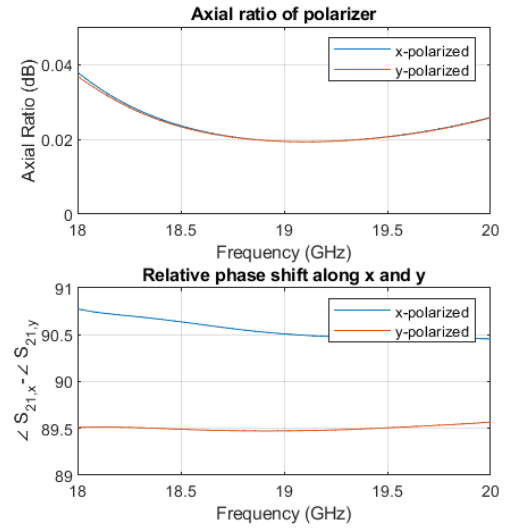 Axial ratio of polarizer
0.04
0.02
0
Axial Ratio (dB)
x-polarized
y-polarized
18
18.5
19
19.5
20
Frequency (GHz)
Relative phase shift along x and y
91
90.5
90
89.5
89
∠ S21,x-∠ S21,y
x-polarized
y-polarized
18
18.5
19
19.5
20
Frequency (GHz)